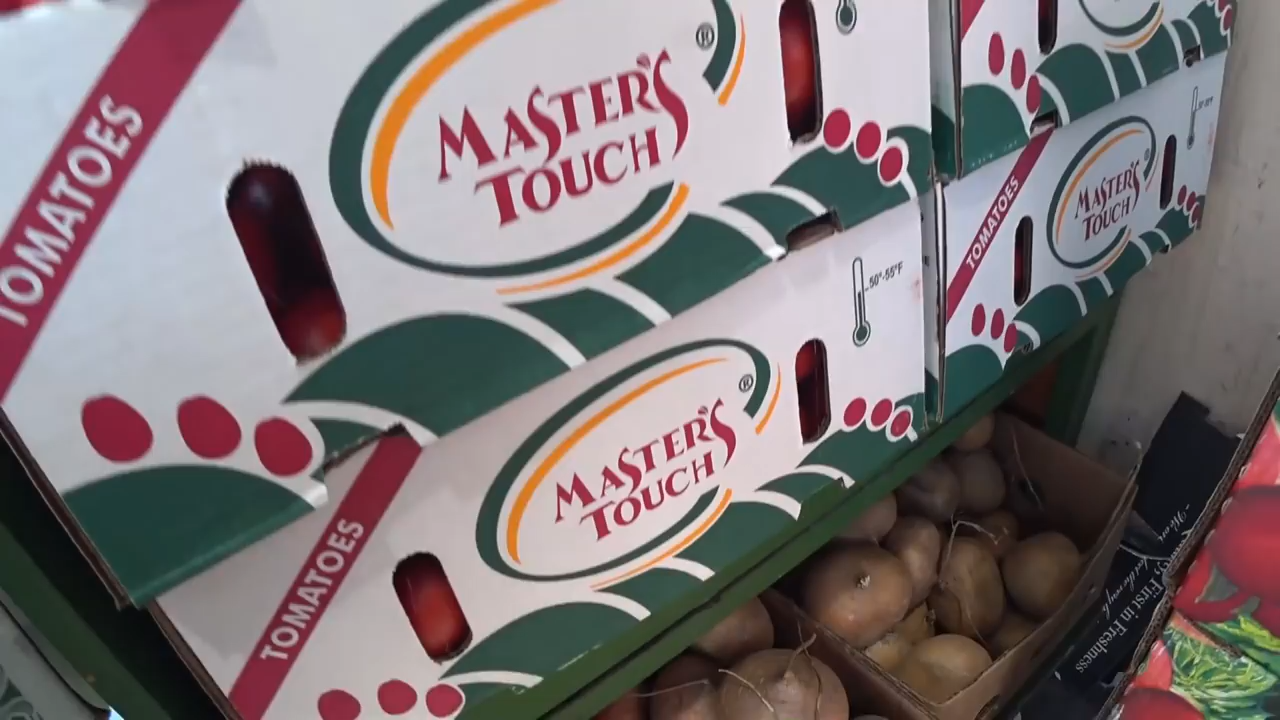 TOMATOES
MASTER'S
TOUCH
®
50°-55°F
TOMATOES
MASTER'S
TOUCH
®
TOMATOES
MASTER'S
TOUCH
®
First in Freshness